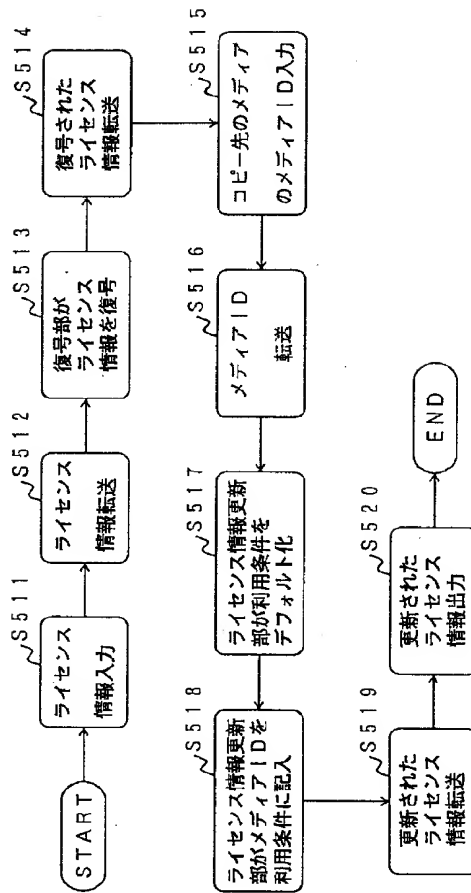 START
S511
ライセンス
情報入力
S512
ライセンス
情報転送
S513
復号部が
ライセンス
情報を復号
S514
復号された
ライセンス
情報転送
S515
コピー先のメディア
のメディアID入力
S516
メディアID
転送
S517
ライセンス情報更新
部が利用条件を
デフォルト化
S518
ライセンス情報更新
部がメディアIDを
利用条件に記入
S519
更新された
ライセンス
情報転送
S520
更新された
ライセンス
情報出力
END